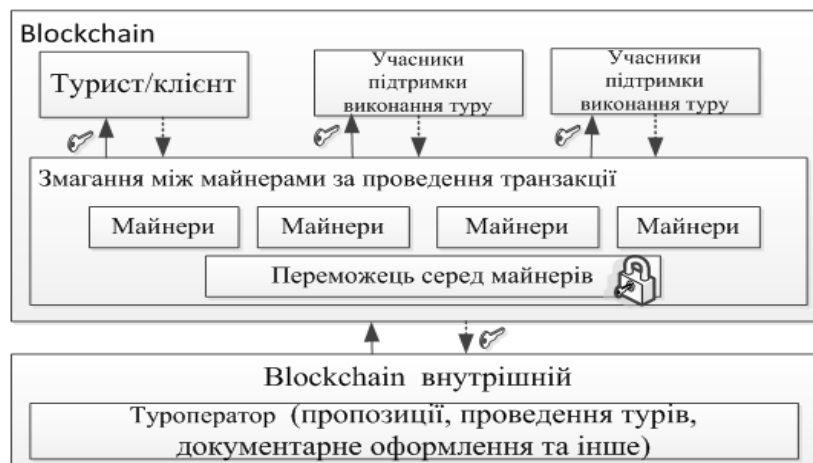 Blockchain
Турист/клієнт
Учасники
підтримки
виконання туру
Учасники
підтримки
виконання туру
Змагання між майнерами за проведення транзакції
Майнери
Майнери
Майнери
Майнери
Переможець серед майнерів
Blockchain внутрішній
Туроператор (пропозиції, проведення турів,
документарне оформлення та інше)